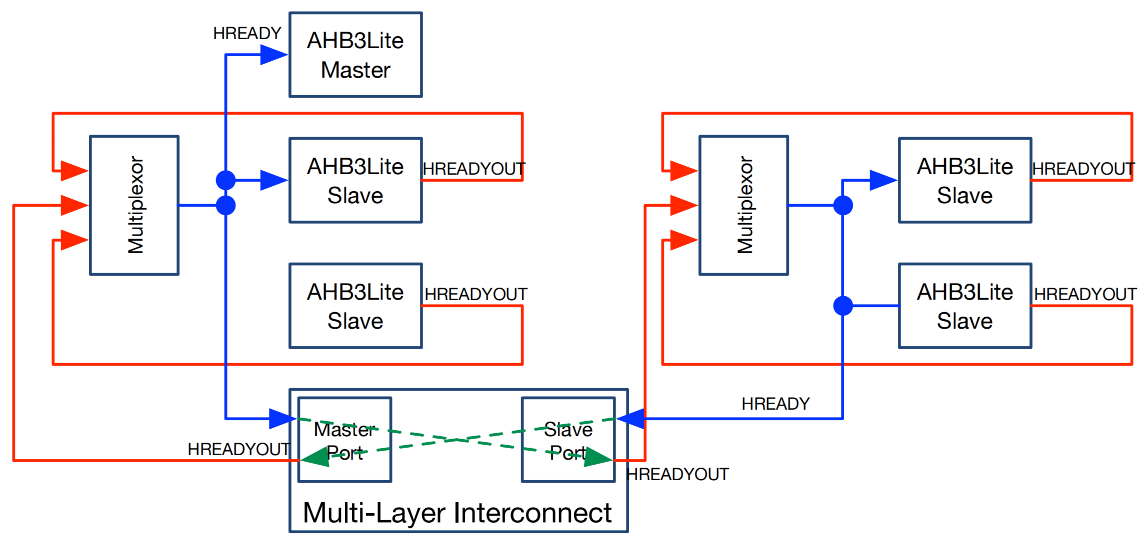 HREADY
AHB3Lite
Master
Multiplexor
AHB3Lite
Slave
HREADYOUT
AHB3Lite
Slave
HREADYOUT
Multiplexor
AHB3Lite
Slave
HREADYOUT
AHB3Lite
Slave
HREADYOUT
HREADY
Master
Port
Slave
Port
HREADYOUT
HREADYOUT
Multi-Layer Interconnect